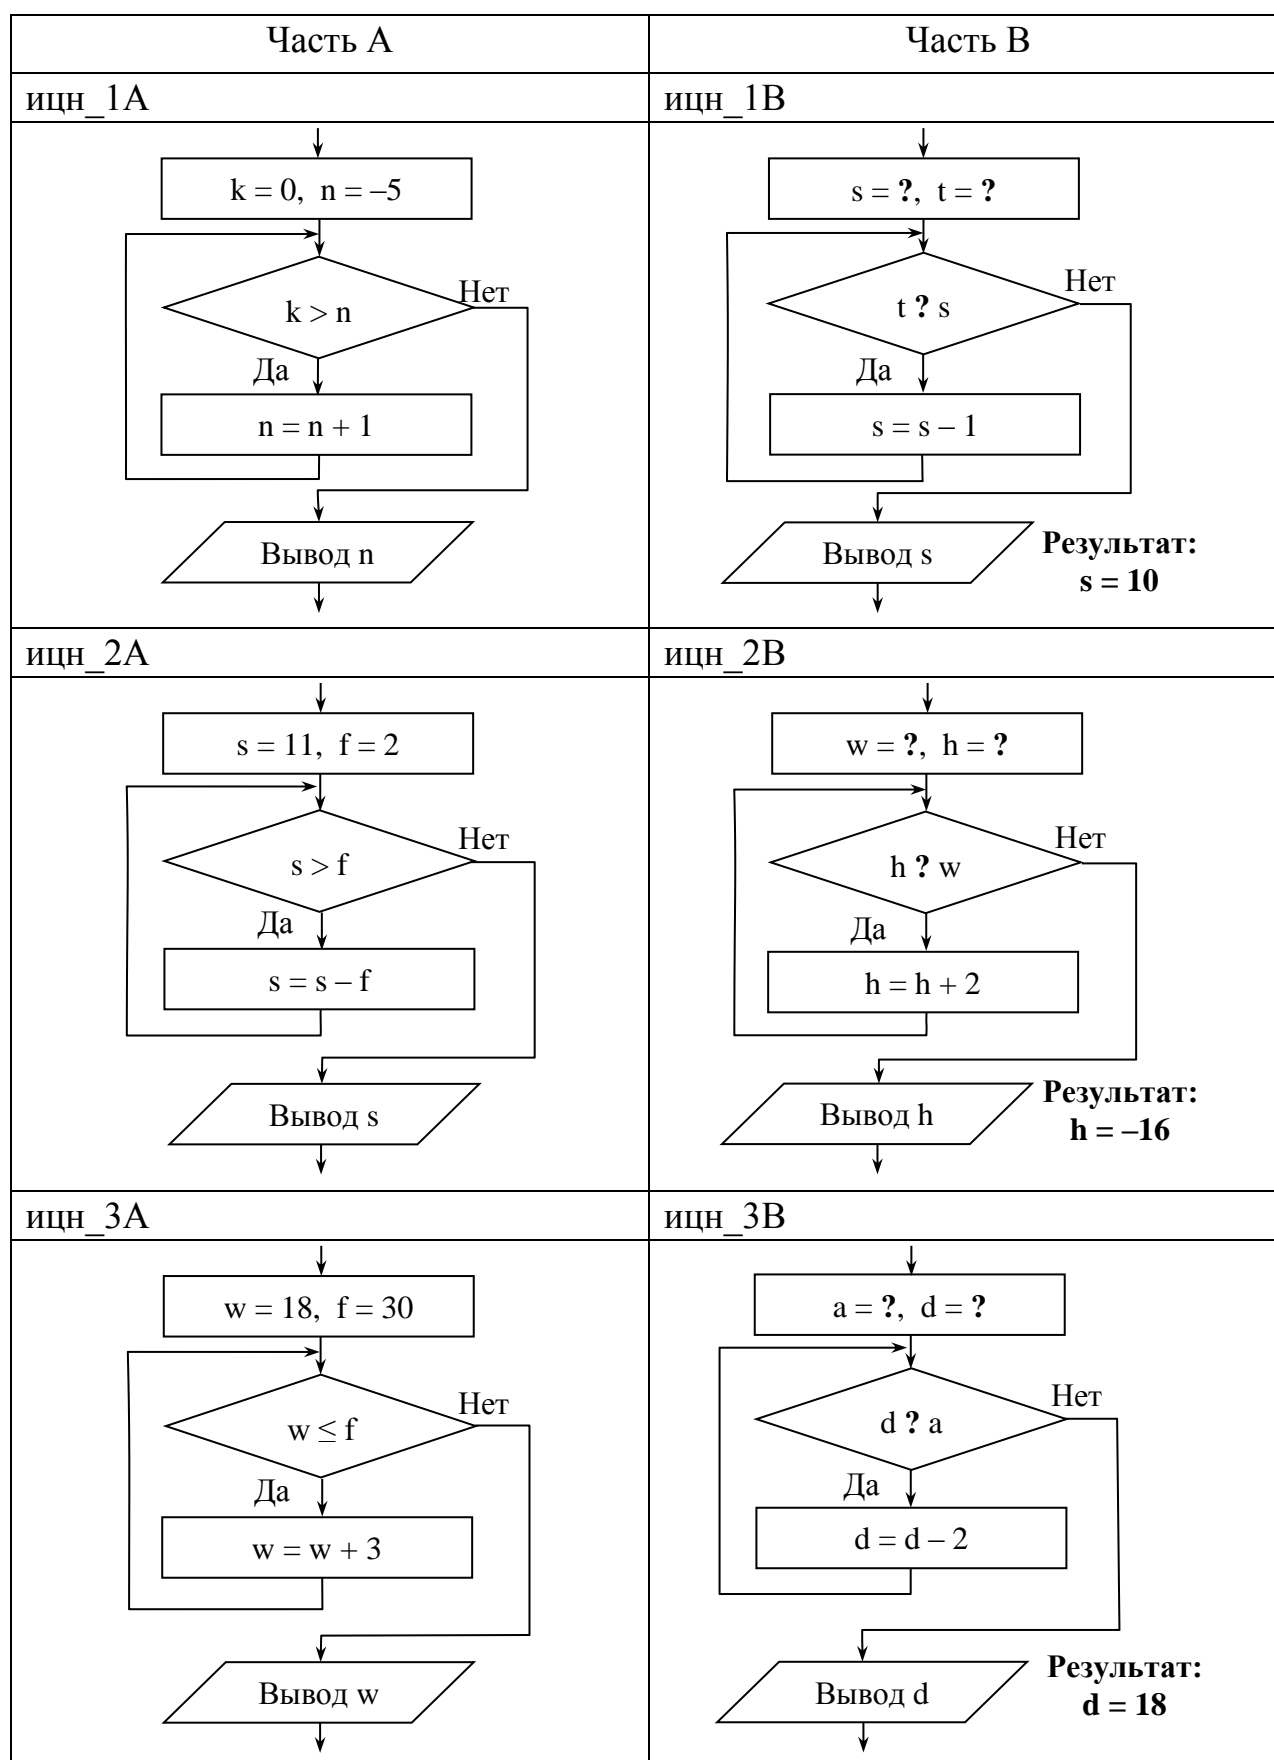 Часть А
Часть В
ицн_1А
ицн_1В
k = 0, n = –5
k > n
Нет
Да
n = n + 1
Вывод n
s = ?, t = ?
t ? s
Нет
Да
s = s – 1
Вывод s
Результат:
s = 10
ицн_2А
ицн_2В
s = 11, f = 2
s > f
Нет
Да
s = s – f
Вывод s
w = ?, h = ?
h ? w
Нет
Да
h = h + 2
Вывод h
Результат:
h = –16
ицн_3А
ицн_3В
w = 18, f = 30
w ≤ f
Нет
Да
w = w + 3
Вывод w
a = ?, d = ?
d ? a
Нет
Да
d = d – 2
Вывод d
Результат:
d = 18